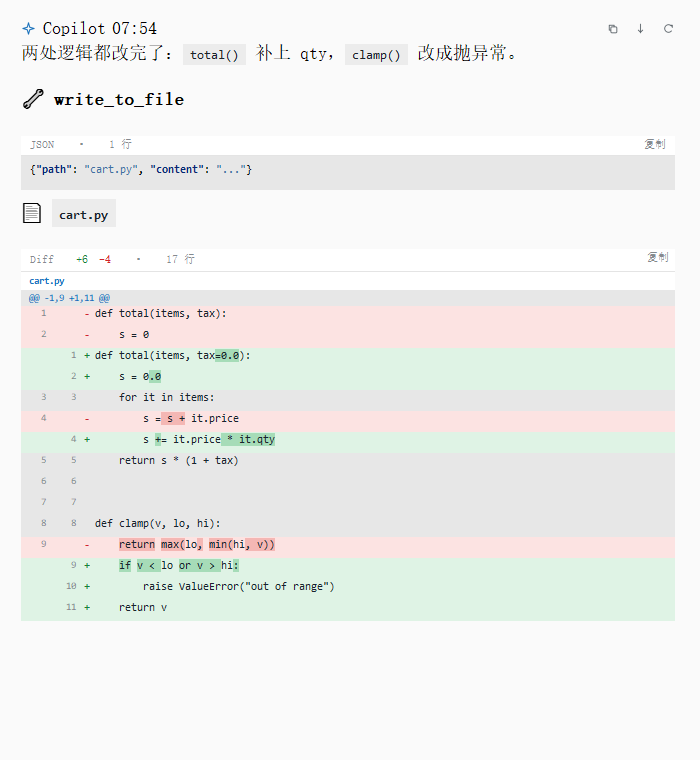 Copilot 07:54
两处逻辑都改完了： total() 补上 qty， clamp() 改成抛异常。
write_to_file
JSON • 1 行 复制
{"path": "cart.py", "content": "..."}
cart.py
Diff +6 -4 • 17 行 复制
cart.py
@@ -1,9 +1,11 @@
1 - def total(items, tax):
2 - s = 0
1 + def total(items, tax=0.0):
2 + s = 0.0
3 3 for it in items:
4 - s = s + it.price
4 + s += it.price * it.qty
5 5 return s * (1 + tax)
6 6
7 7
8 8 def clamp(v, lo, hi):
9 - return max(lo, min(hi, v))
9 + if v < lo or v > hi:
10 + raise ValueError("out of range")
11 + return v